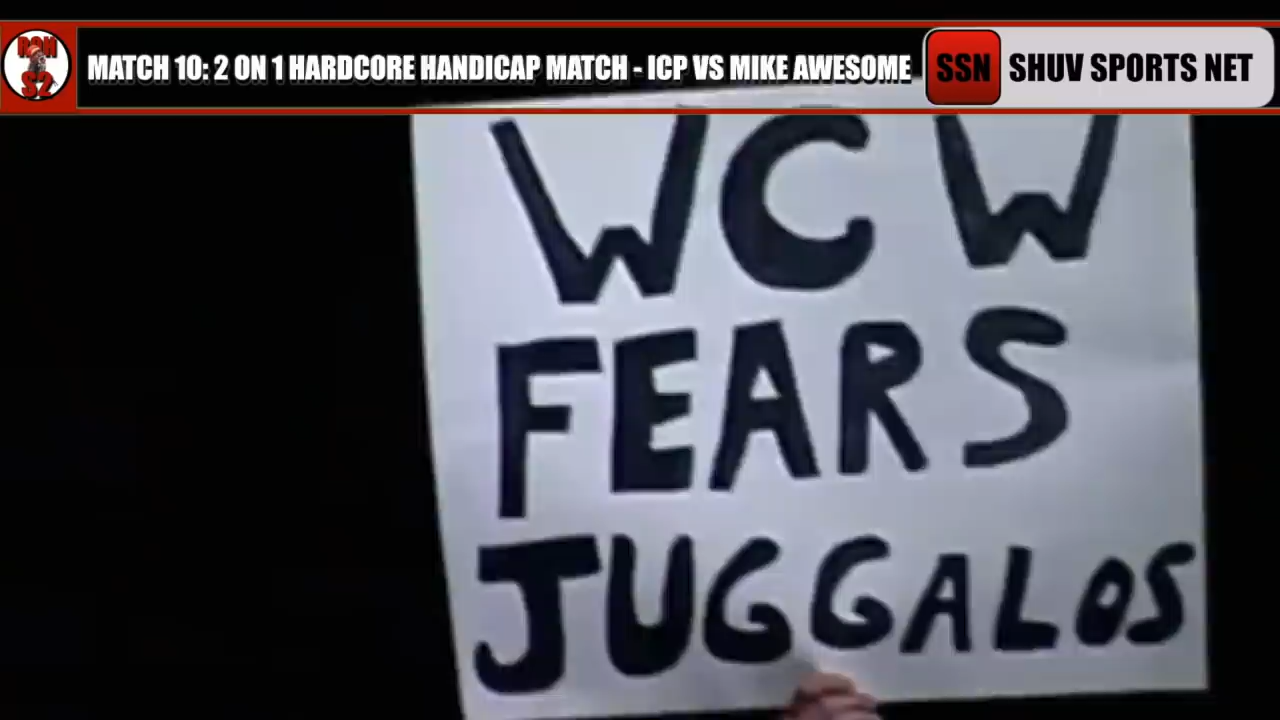 MATCH 10: 2 ON 1 HARDCORE HANDICAP MATCH - ICP VS MIKE AWESOME
SSN SHUV SPORTS NET
WCW
FEARS
JUGGALOS